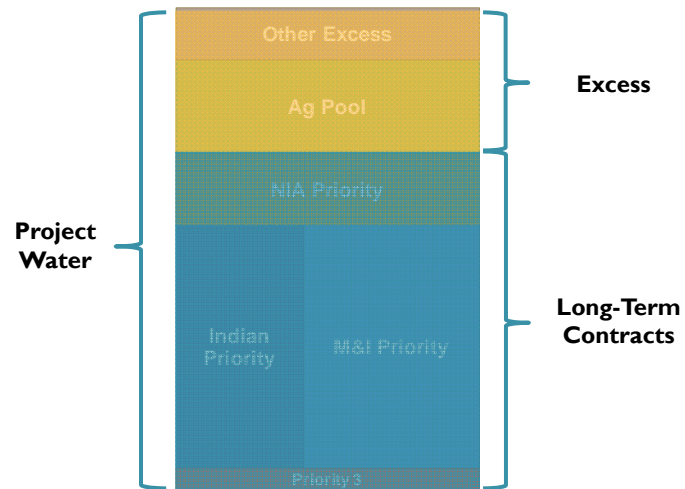 Other Excess
Ag Pool
Excess
NIA Priority
Project
Water
Indian
Priority
M&I Priority
Long-Term
Contracts
Priority 3